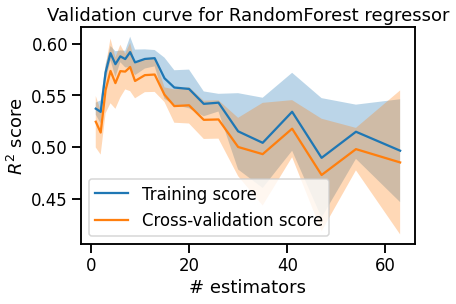 Validation curve for RandomForest regressor
0.60
0.55
0.50
0.45
R² score
Training score
Cross-validation score
0 20 40 60
# estimators